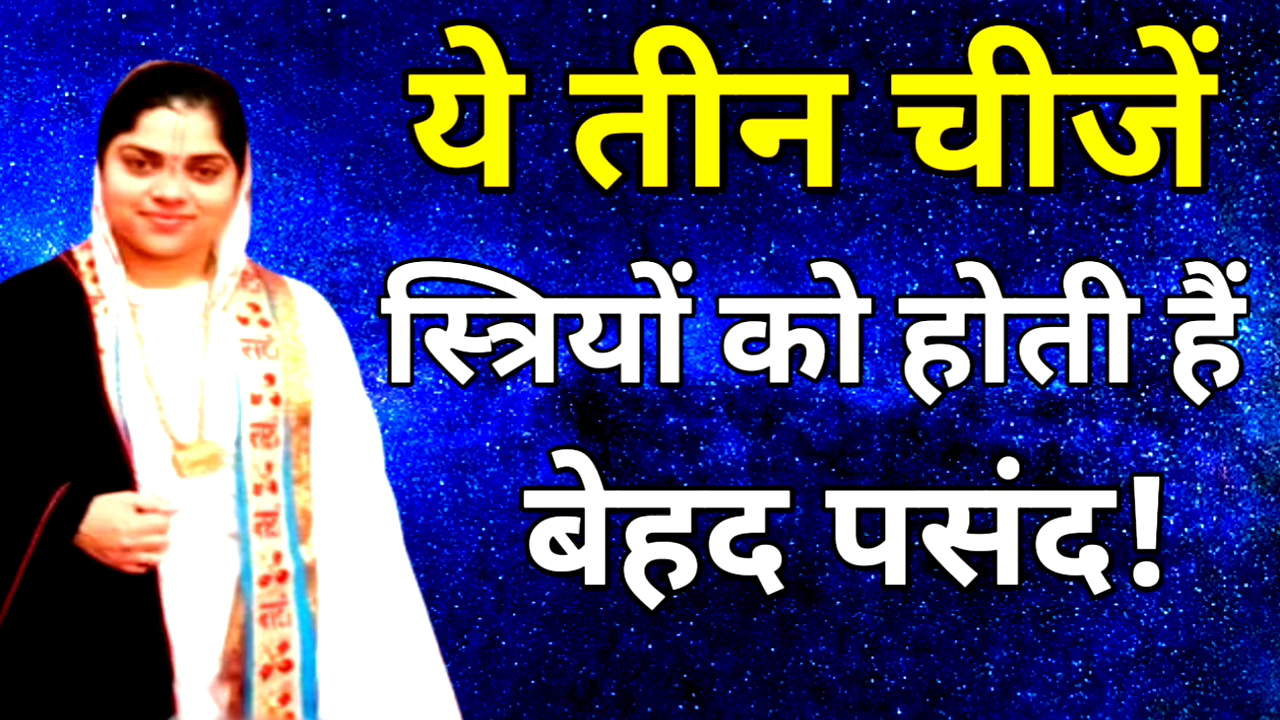 ये तीन चीजें
स्त्रियों को होती हैं
बेहद पसंद!